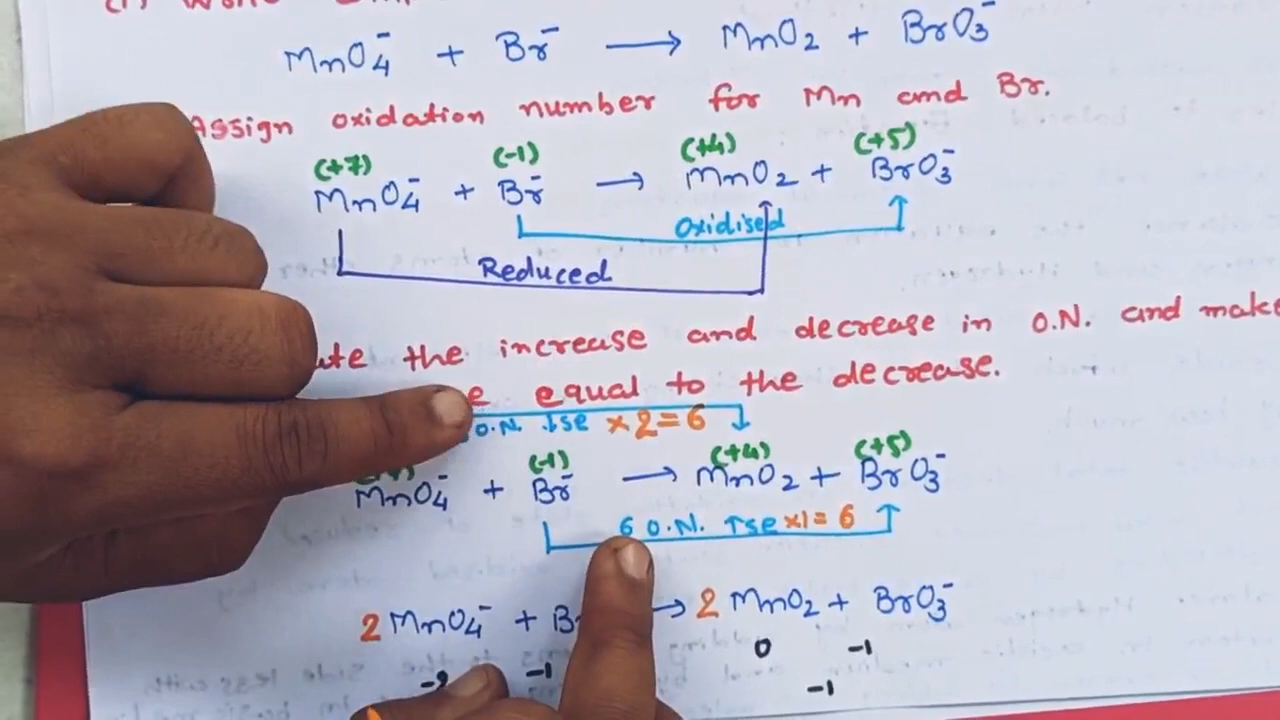 MnO₄⁻ + Br⁻ → MnO₂ + BrO₃⁻
Assign oxidation number for Mn and Br.
(+7) (-1) (+4) (+5)
MnO₄⁻ + Br⁻ → MnO₂ + BrO₃⁻
Oxidised
Reduced
the increase and decrease in O.N. and make
equal to the decrease.
O.N. ↓se ×2=6
(-1) (+4) (+5)
MnO₄⁻ + Br⁻ → MnO₂ + BrO₃⁻
6 O.N. ↑se ×1=6
2 MnO₄⁻ + → 2 MnO₂ + BrO₃⁻
0 -1
-1
-1